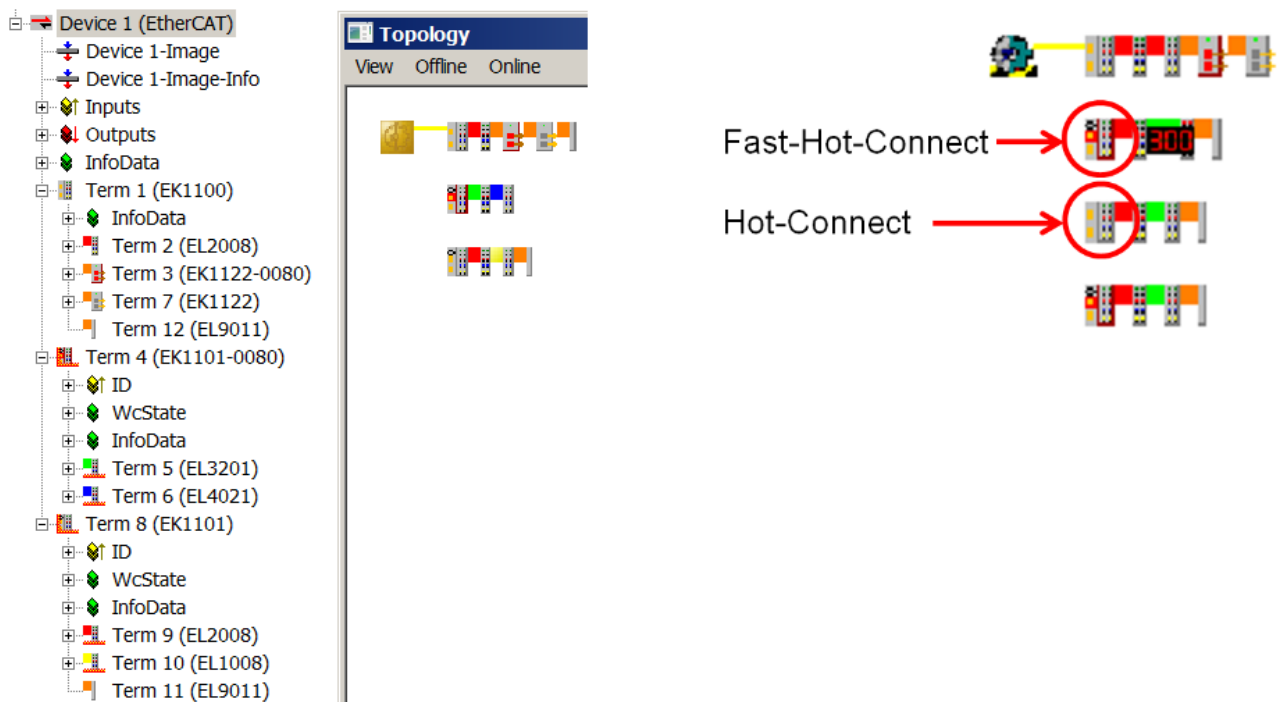 Device 1 (EtherCAT)
Device 1-Image
Device 1-Image-Info
Inputs
Outputs
InfoData
Term 1 (EK1100)
InfoData
Term 2 (EL2008)
Term 3 (EK1122-0080)
Term 7 (EK1122)
Term 12 (EL9011)
Term 4 (EK1101-0080)
ID
WcState
InfoData
Term 5 (EL3201)
Term 6 (EL4021)
Term 8 (EK1101)
ID
WcState
InfoData
Term 9 (EL2008)
Term 10 (EL1008)
Term 11 (EL9011)
Topology
View Offline Online
Fast-Hot-Connect
300
Hot-Connect